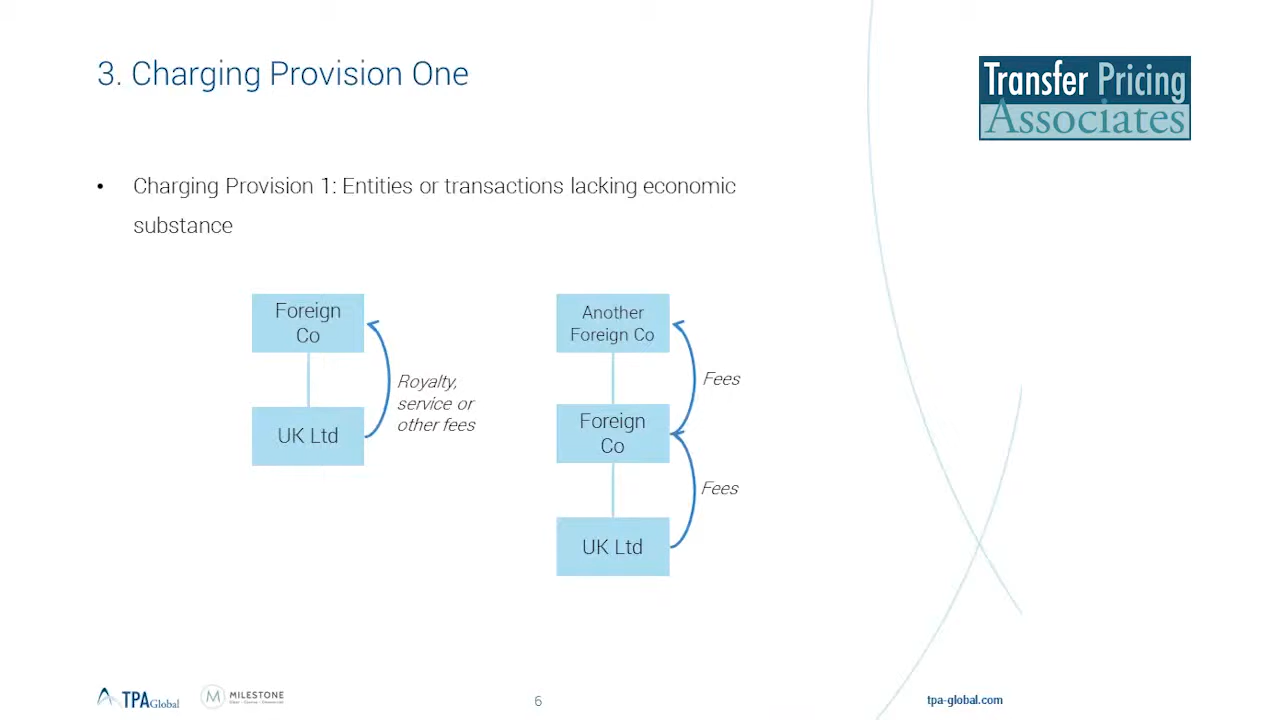 3. Charging Provision One
Transfer Pricing
Associates
• Charging Provision 1: Entities or transactions lacking economic
substance
Foreign
Co
Royalty,
service or
other fees
UK Ltd
Another
Foreign Co
Fees
Foreign
Co
Fees
UK Ltd
TPA Global
M MILESTONE
6
tpa-global.com